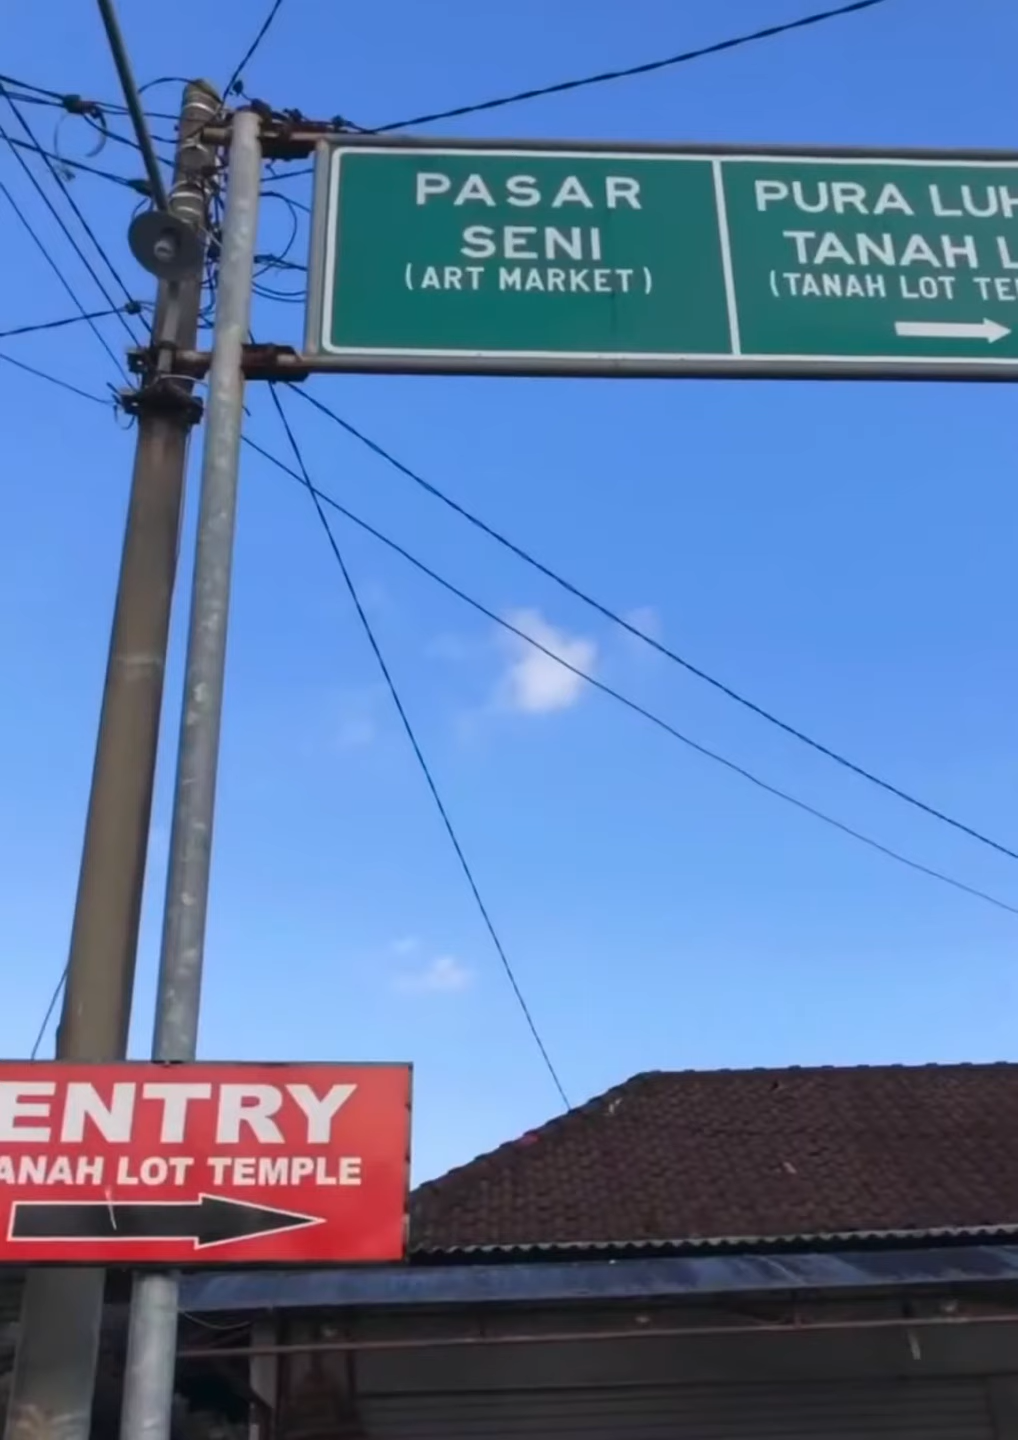 PASAR
SENI
(ART MARKET)
PURA LUH
TANAH L
(TANAH LOT TE
ENTRY
ANAH LOT TEMPLE